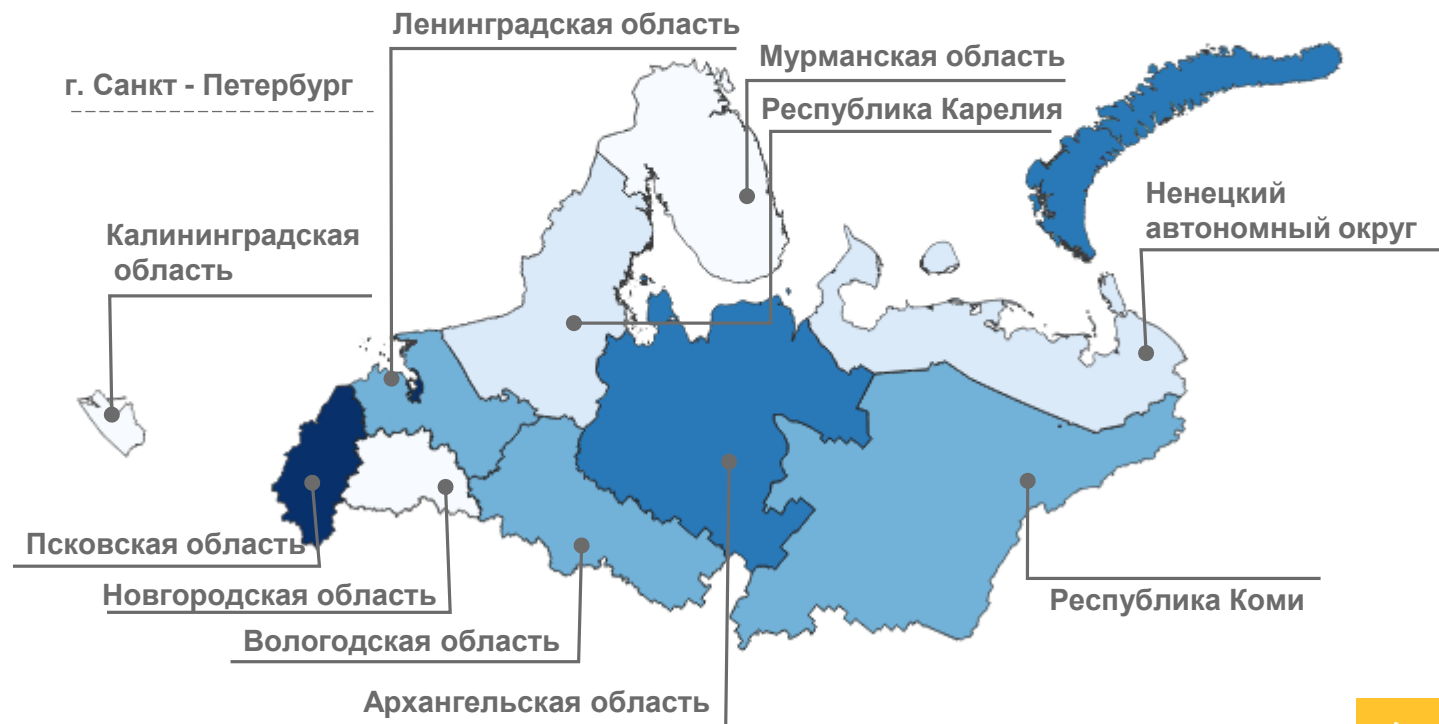 Ленинградская область
Мурманская область
г. Санкт - Петербург
Республика Карелия
Ненецкий
автономный округ
Калининградская
область
Псковская область
Новгородская область
Республика Коми
Вологодская область
Архангельская область